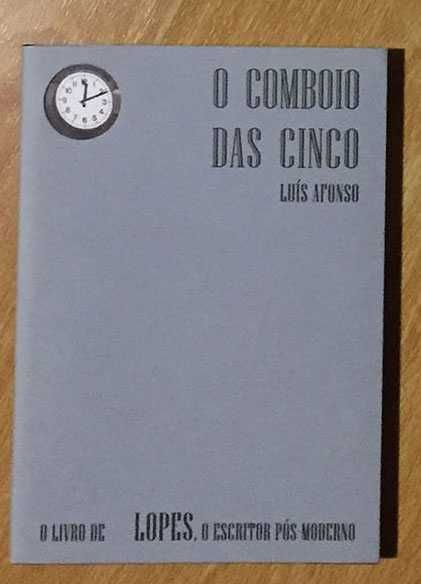 O COMBOIO
DAS CINCO
LUÍS AFONSO
O LIVRO DE LOPES, O ESCRITOR PÓS-MODERNO